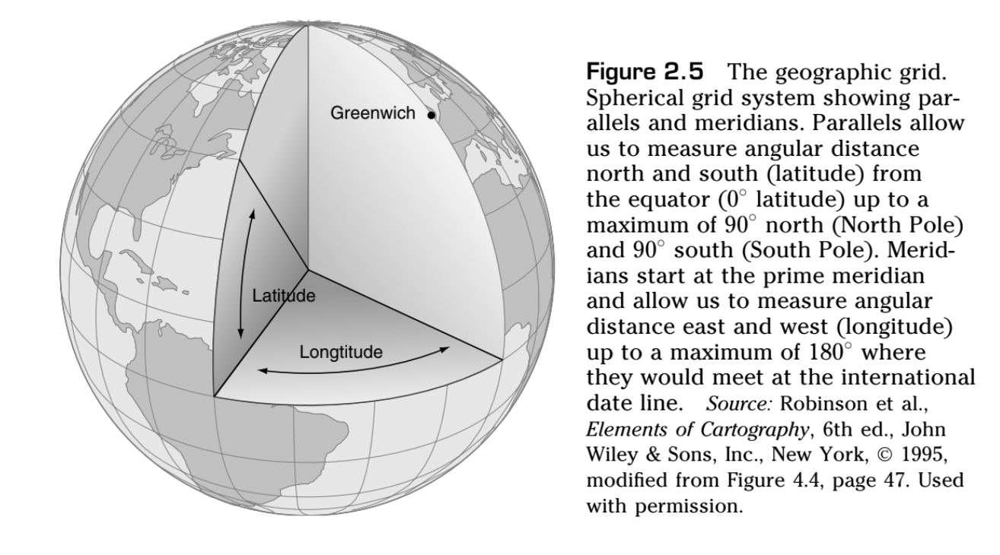 Greenwich
Latitude
Longtitude
Figure 2.5 The geographic grid.
Spherical grid system showing par-
allels and meridians. Parallels allow
us to measure angular distance
north and south (latitude) from
the equator (0° latitude) up to a
maximum of 90° north (North Pole)
and 90° south (South Pole). Merid-
ians start at the prime meridian
and allow us to measure angular
distance east and west (longitude)
up to a maximum of 180° where
they would meet at the international
date line. Source: Robinson et al.,
Elements of Cartography, 6th ed., John
Wiley & Sons, Inc., New York, © 1995,
modified from Figure 4.4, page 47. Used
with permission.